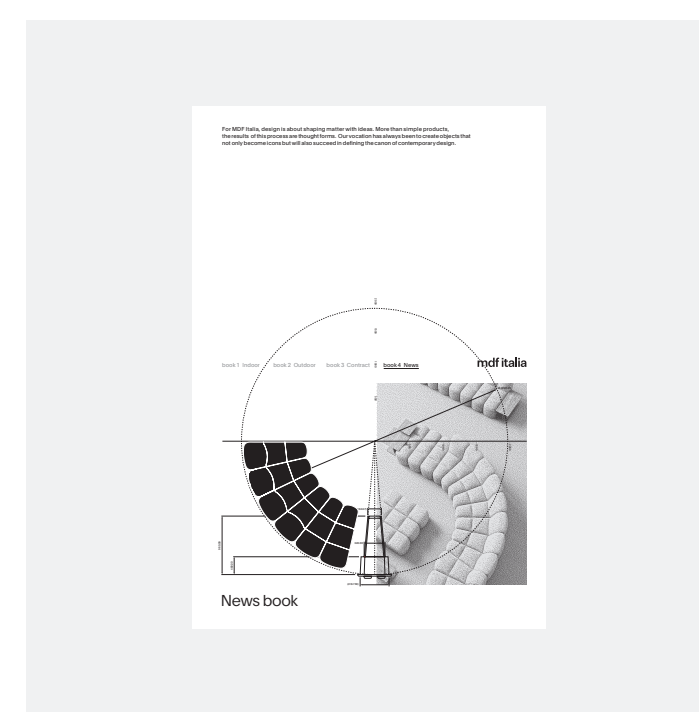 For MDF Italia, design is about shaping matter with ideas. More than simple products,
the results of this process are thought forms. Our vocation has always been to create objects that
not only become icons but will also succeed in defining the canon of contemporary design.
book 1 Indoor book 2 Outdoor book 3 Contract book 4 News
mdf italia
News book